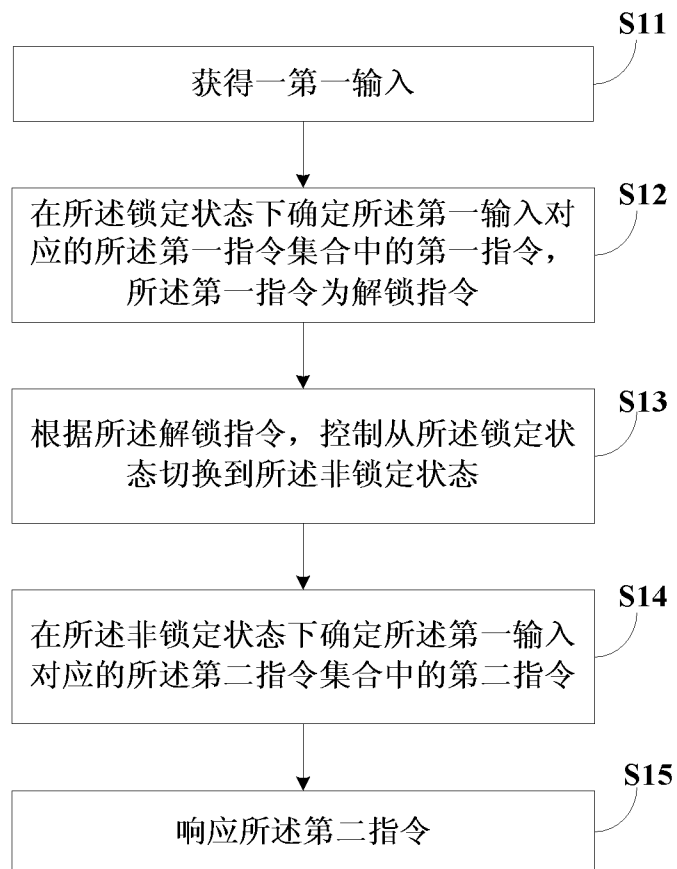 S11
获得一第一输入
S12
在所述锁定状态下确定所述第一输入对
应的所述第一指令集合中的第一指令，
所述第一指令为解锁指令
S13
根据所述解锁指令，控制从所述锁定状
态切换到所述非锁定状态
S14
在所述非锁定状态下确定所述第一输入
对应的所述第二指令集合中的第二指令
S15
响应所述第二指令